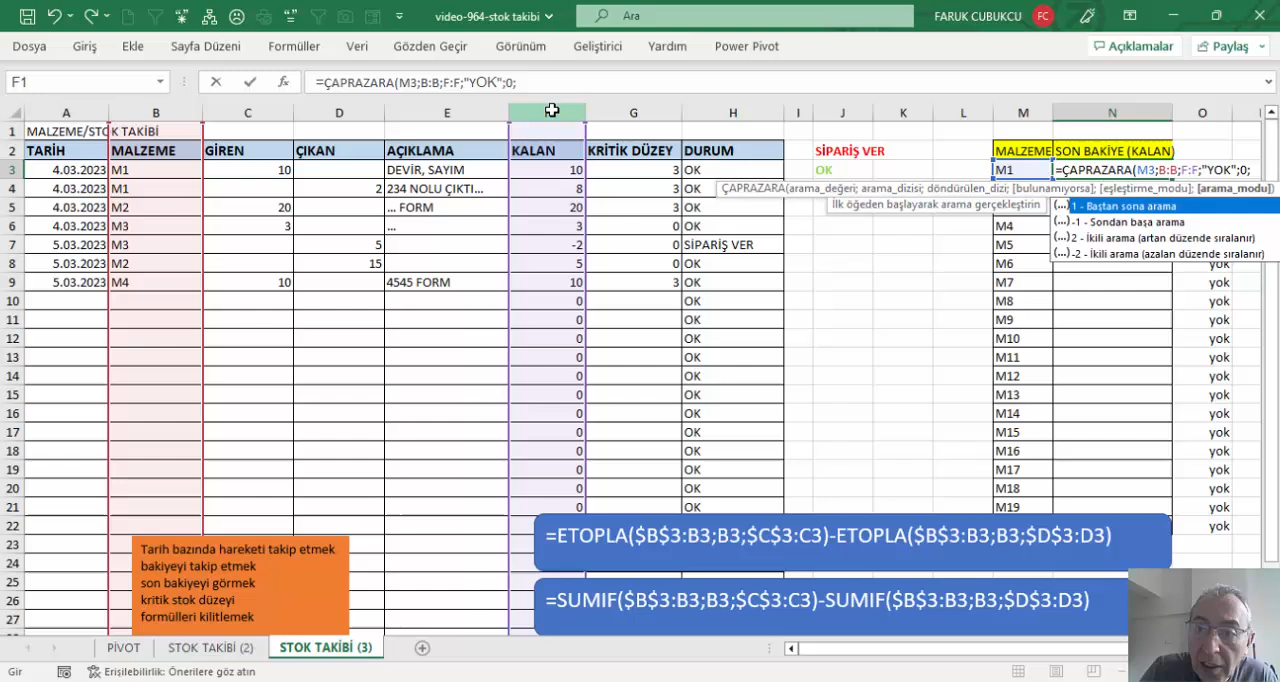 video-964-stok takibi
Ara
FARUK CUBUKCU
FC
Dosya Giriş Ekle Sayfa Düzeni Formüller Veri Gözden Geçir Görünüm Geliştirici Yardım Power Pivot
Açıklamalar
Paylaş
F1
fx
=ÇAPRAZARA(M3;B:B;F:F;"YOK";0;
A B C D E G H I J K L M N O
1 MALZEME/STOK TAKİBİ
2 TARİH MALZEME GİREN ÇIKAN AÇIKLAMA KALAN KRİTİK DÜZEY DURUM SİPARİŞ VER MALZEME SON BAKİYE (KALAN)
3 4.03.2023 M1 10 DEVİR, SAYIM 10 3 OK OK M1 =ÇAPRAZARA(M3;B:B;F:F;"YOK";0;
4 4.03.2023 M1 2 234 NOLU ÇIKTI... 8 3 OK
ÇAPRAZARA(arama_değeri; arama_dizisi; döndürülen_dizi; [bulunamıyorsa]; [eşleştirme_modu]; [arama_modu])
İlk öğeden başlayarak arama gerçekleştirin
(...) 1 - Baştan sona arama
(...) -1 - Sondan başa arama
(...) 2 - İkili arama (artan düzende sıralanır)
(...) -2 - İkili arama (azalan düzende sıralanır)
5 4.03.2023 M2 20 ... FORM 20 3 OK
6 4.03.2023 M3 3 ... 3 0 OK M4
7 5.03.2023 M3 5 -2 0 SİPARİŞ VER M5
8 5.03.2023 M2 15 5 0 OK M6 yok
9 5.03.2023 M4 10 4545 FORM 10 3 OK M7 yok
10 0 OK M8 yok
11 0 OK M9 yok
12 0 OK M10 yok
13 0 OK M11 yok
14 0 OK M12 yok
15 0 OK M13 yok
16 0 OK M14 yok
17 0 OK M15 yok
18 0 OK M16 yok
19 0 OK M17 yok
20 0 OK M18 yok
21 0 OK M19 yok
22 yok
23
24
25
26
27
=ETOPLA($B$3:B3;B3;$C$3:C3)-ETOPLA($B$3:B3;B3;$D$3:D3)
=SUMIF($B$3:B3;B3;$C$3:C3)-SUMIF($B$3:B3;B3;$D$3:D3)
Tarih bazında hareketi takip etmek
bakiyeyi takip etmek
son bakiyeyi görmek
kritik stok düzeyi
formülleri kilitlemek
PİVOT STOK TAKİBİ (2) STOK TAKİBİ (3)
Gir
Erişilebilirlik: Önerilere göz atın